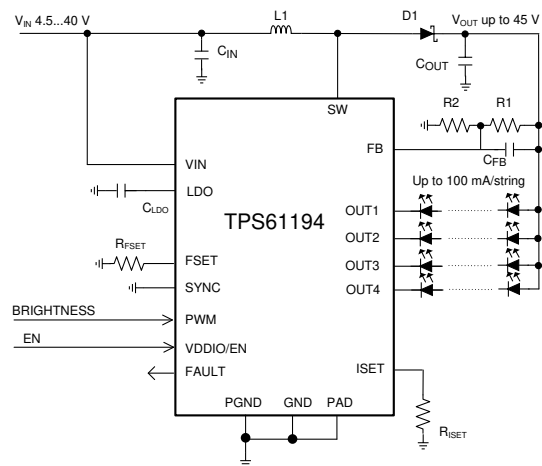 VIN 4.5...40 V
L1
D1
VOUT up to 45 V
CIN
COUT
SW
R2
R1
FB
CFB
VIN
LDO
CLDO
Up to 100 mA/string
TPS61194
OUT1
OUT2
OUT3
OUT4
RFSET
FSET
SYNC
BRIGHTNESS
PWM
EN
VDDIO/EN
FAULT
ISET
PGND
GND
PAD
RISET